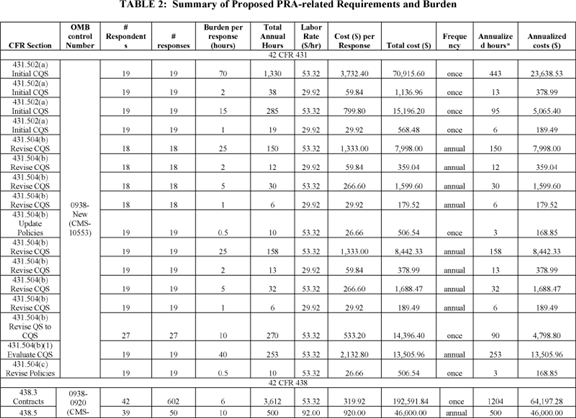 TABLE 2: Summary of Proposed PRA-related Requirements and Burden
CFR Section OMB control Number # Respondent s # responses Burden per response (hours) Total Annual Hours Labor Rate ($/hr) Cost ($) per Response Total cost ($) Freque ncy Annualize d hours* Annualized costs ($)
42 CFR 431
431.502(a) Initial CQS 19 19 70 1,330 53.32 3,732.40 70,915.60 once 443 23,638.53
431.502(a) Initial CQS 19 19 2 38 29.92 59.84 1,136.96 once 13 378.99
431.502(a) Initial CQS 19 19 15 285 53.32 799.80 15,196.20 once 95 5,065.40
431.502(a) Initial CQS 19 19 1 19 29.92 29.92 568.48 once 6 189.49
431.504(b) Revise CQS 18 18 25 150 53.32 1,333.00 7,998.00 annual 150 7,998.00
431.504(b) Revise CQS 18 18 2 12 29.92 59.84 359.04 annual 12 359.04
431.504(b) Revise CQS 18 18 5 30 53.32 266.60 1,599.60 annual 30 1,599.60
431.504(b) Revise CQS 18 18 1 6 29.92 29.92 179.52 annual 6 179.52
431.504(b) Update Policies 0938-New (CMS-10553) 19 19 0.5 10 53.32 26.66 506.54 once 3 168.85
431.504(b) Revise CQS 19 19 25 158 53.32 1,333.00 8,442.33 annual 158 8,442.33
431.504(b) Revise CQS 19 19 2 13 29.92 59.84 378.99 annual 13 378.99
431.504(b) Revise CQS 19 19 5 32 53.32 266.60 1,688.47 annual 32 1,688.47
431.504(b) Revise CQS 19 19 1 6 29.92 29.92 189.49 annual 6 189.49
431.504(b) Revise QS to CQS 27 27 10 270 53.32 533.20 14,396.40 once 90 4,798.80
431.504(b)(1) Evaluate CQS 19 19 40 253 53.32 2,132.80 13,505.96 annual 253 13,505.96
431.504(c) Revise Policies 19 19 0.5 10 53.32 26.66 506.54 once 3 168.85
42 CFR 438
438.3 Contracts 0938-0920 (CMS- 42 602 6 3,612 53.32 319.92 192,591.84 once 1204 64,197.28
438.5 39 50 10 500 92.00 920.00 46,000.00 annual 500 46,000.00